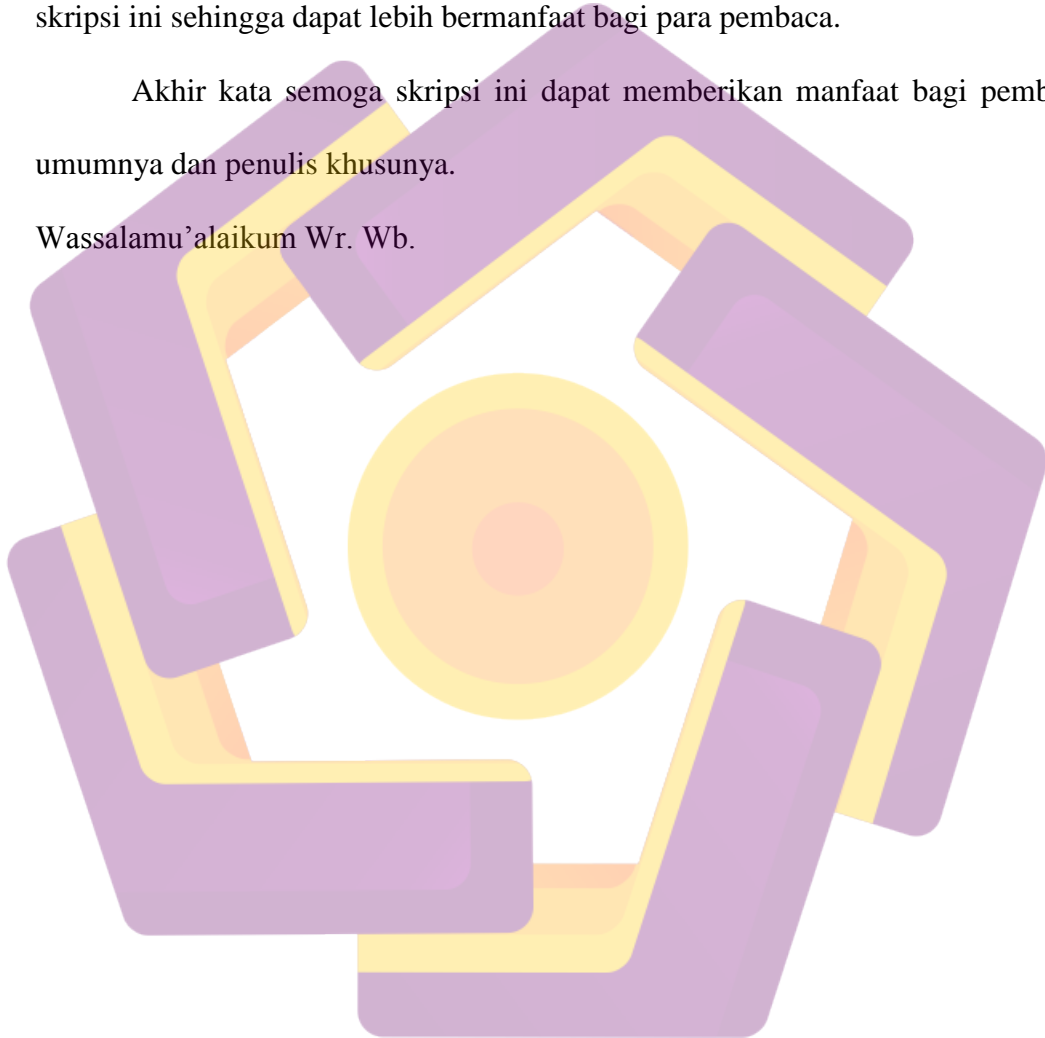 skripsi ini sehingga dapat lebih bermanfaat bagi para pembaca.
Akhir kata semoga skripsi ini dapat memberikan manfaat bagi pemb
umumnya dan penulis khusunya.
Wassalamu’alaikum Wr. Wb.